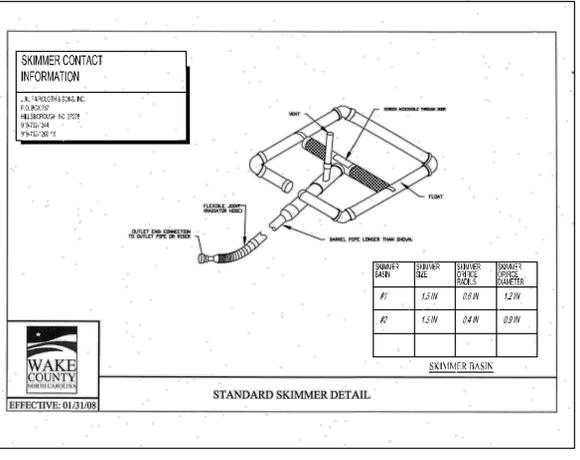 SKIMMER CONTACT
INFORMATION
J.W. FAIRCLOTH & SONS, INC.
P.O. BOX 757
HILLSBOROUGH, NC 27278
VENT
SCREEN ACCESSIBLE THROUGH DOOR
FLOAT
FLEXIBLE JOINT
(RADIATOR HOSE)
OUTLET END: CONNECTION
TO OUTLET PIPE OR RISER
BARREL PIPE LONGER THAN SHOWN.
SKIMMER BASIN SKIMMER SIZE SKIMMER ORIFICE RADIUS SKIMMER ORIFICE DIAMETER
#1 1.5 IN 0.6 IN 1.2 IN
#2 1.5 IN 0.4 IN 0.9 IN
SKIMMER BASIN
WAKE
COUNTY
NORTH CAROLINA
EFFECTIVE: 01/31/08
STANDARD SKIMMER DETAIL